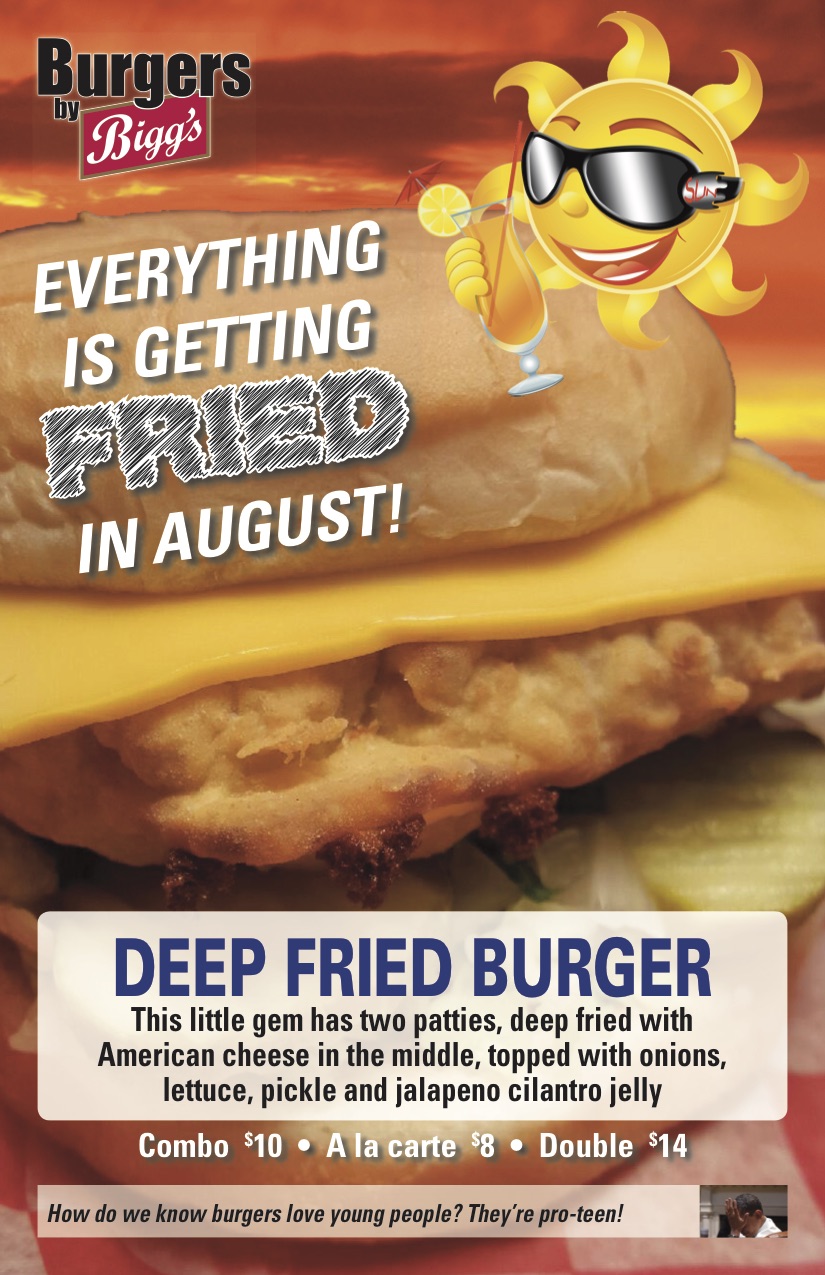 Burgers
by
Bigg's
SUN
EVERYTHING
IS GETTING
FRIED
IN AUGUST!
DEEP FRIED BURGER
This little gem has two patties, deep fried with
American cheese in the middle, topped with onions,
lettuce, pickle and jalapeno cilantro jelly
Combo $10 • A la carte $8 • Double $14
How do we know burgers love young people? They're pro-teen!